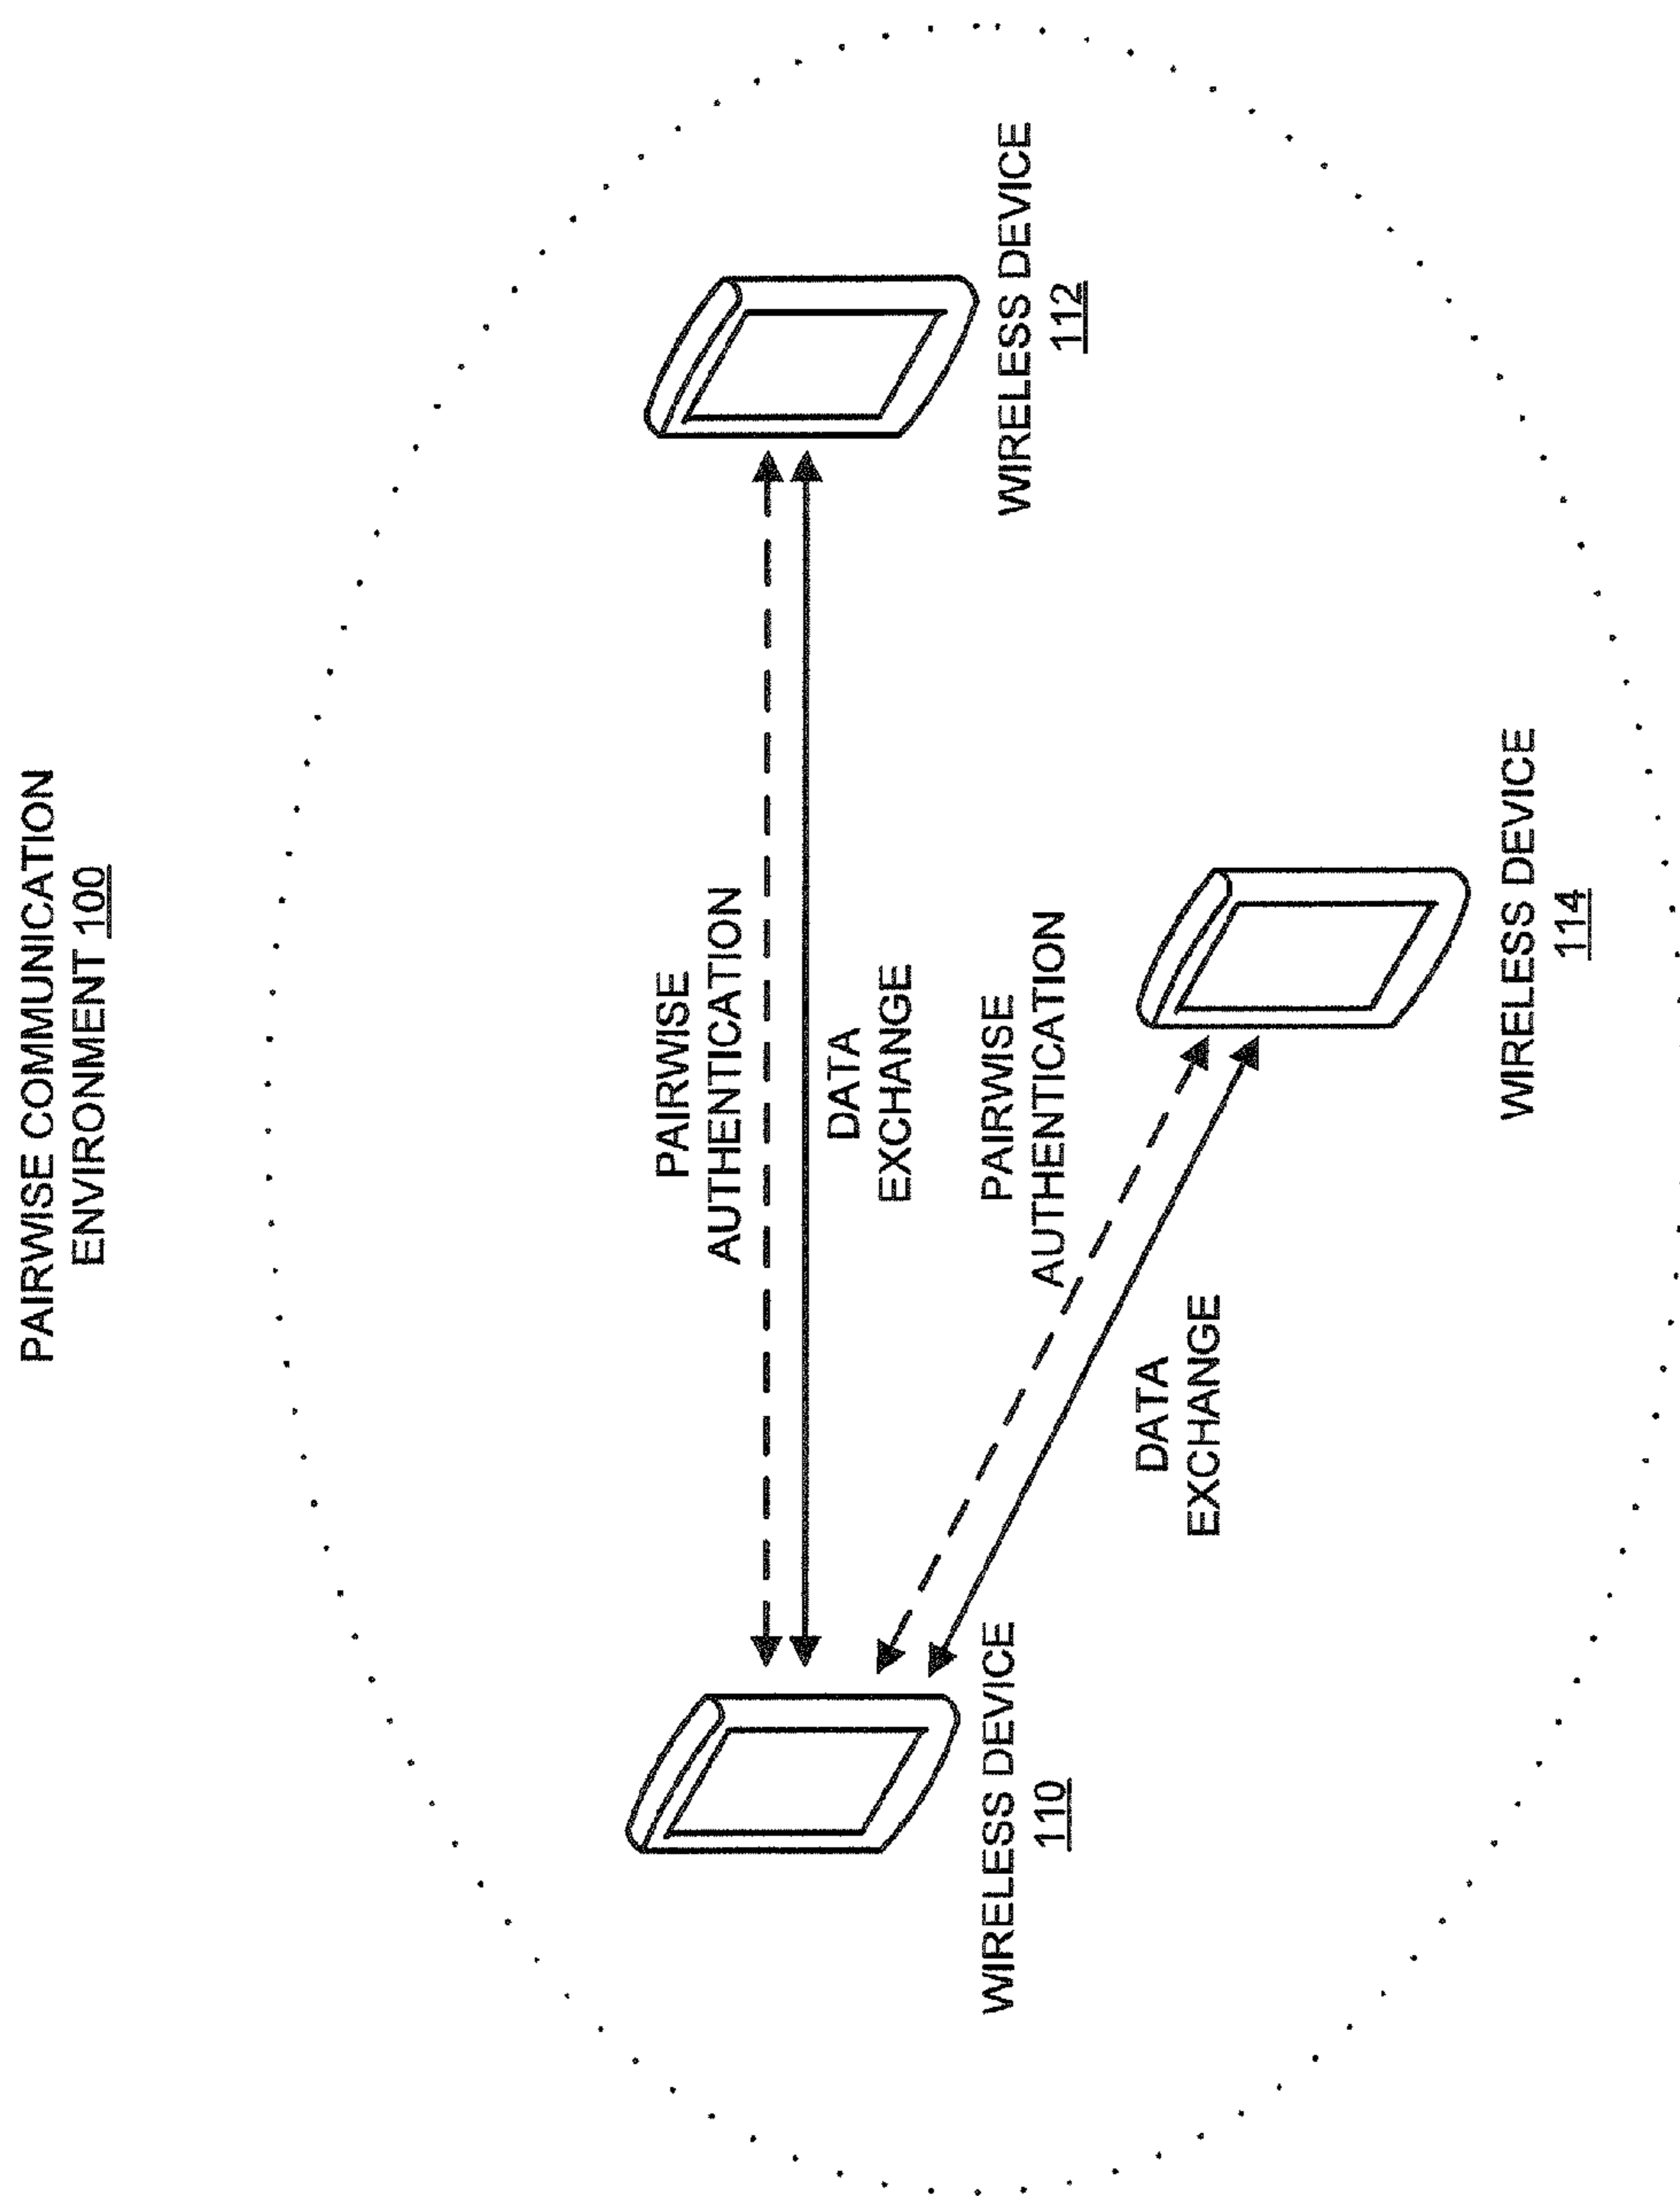 PAIRWISE COMMUNICATION
ENVIRONMENT 100
PAIRWISE
AUTHENTICATION
DATA
EXCHANGE
PAIRWISE
AUTHENTICATION
DATA
EXCHANGE
WIRELESS DEVICE
110
WIRELESS DEVICE
112
WIRELESS DEVICE
114